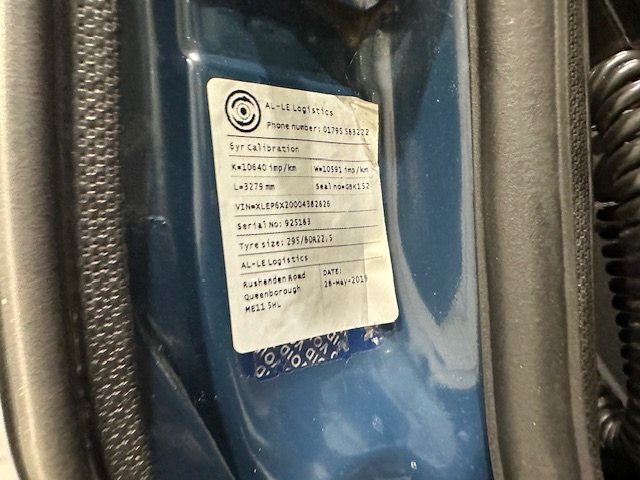 AL-LE Logistics
Phone number: 01795 583222
6yr Calibration
K=10640 imp/km W=10591 imp/km
L=3279 mm Seal no=GBK152
VIN=XLEP6X20004382826
Serial No: 925183
Tyre size: 295/80R22.5
AL-LE Logistics
Rushenden Road
Queenborough
ME11 5HL
DATE:
28-May-2019